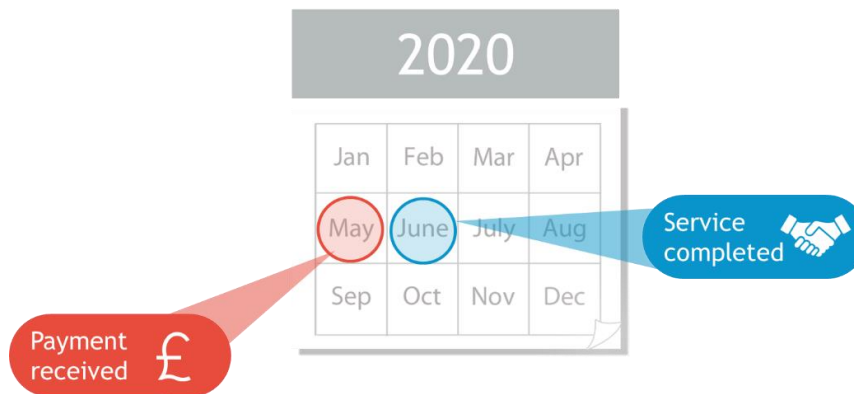 2020
Jan Feb Mar Apr
May June July Aug
Service
completed
Sep Oct Nov Dec
Payment
received £